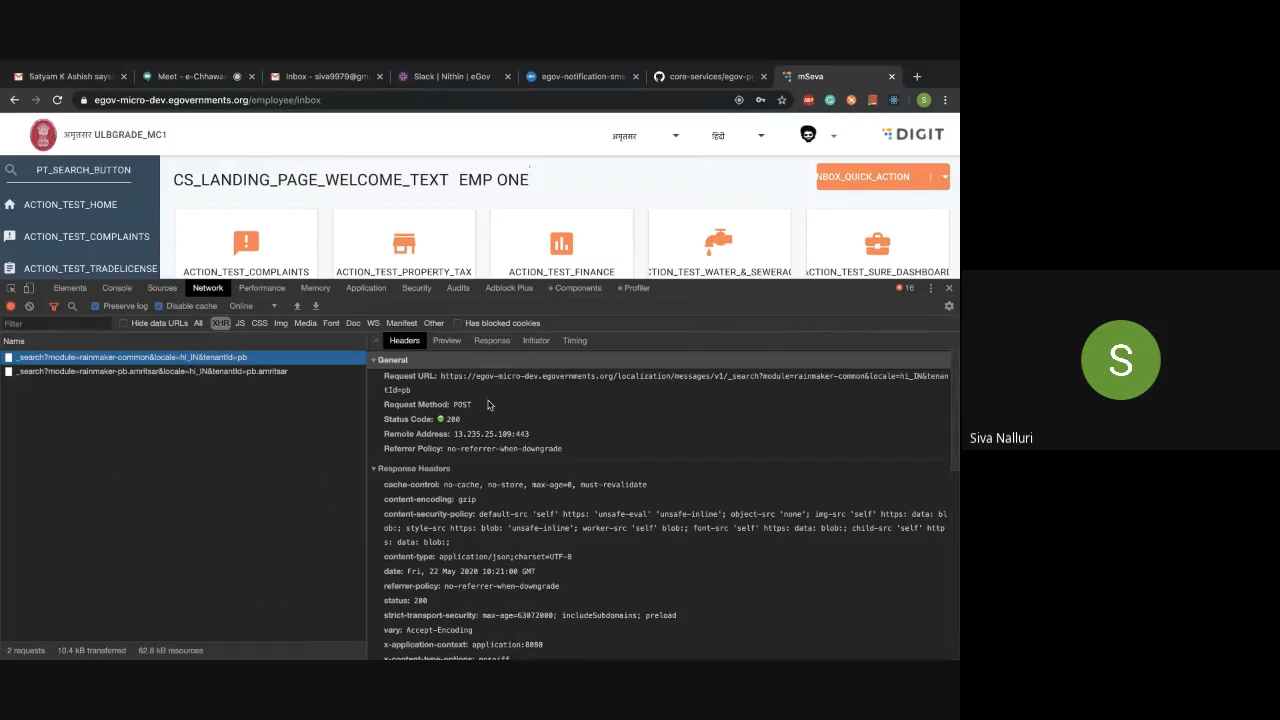 Satyam K Ashish says
Meet - e-Chhawa
Inbox - siva9979@gm
Slack | Nithin | eGov
egov-notification-sms
core-services/egov-p
mSeva
egov-micro-dev.egovernments.org/employee/inbox
ABP
S
अमृतसर ULBGRADE_MC1
अमृतसर
हिंदी
DIGIT
PT_SEARCH_BUTTON
CS_LANDING_PAGE_WELCOME_TEXT EMP ONE
NBOX_QUICK_ACTION
ACTION_TEST_HOME
ACTION_TEST_COMPLAINTS
ACTION_TEST_TRADELICENSE
ACTION_TEST_COMPLAINTS
ACTION_TEST_PROPERTY_TAX
ACTION_TEST_FINANCE
CTION_TEST_WATER_&_SEWERAG
ACTION_TEST_SURE_DASHBOARD
Elements Console Sources Network Performance Memory Application Security Audits Adblock Plus Components Profiler 16
Preserve log Disable cache Online
Filter Hide data URLs All XHR JS CSS Img Media Font Doc WS Manifest Other Has blocked cookies
Name
Headers Preview Response Initiator Timing
_search?module=rainmaker-common&locale=hi_IN&tenantId=pb
_search?module=rainmaker-pb.amritsar&locale=hi_IN&tenantId=pb.amritsar
General
Request URL: https://egov-micro-dev.egovernments.org/localization/messages/v1/_search?module=rainmaker-common&locale=hi_IN&tenan
tId=pb
Request Method: POST
Status Code: 200
Remote Address: 13.235.25.109:443
Referrer Policy: no-referrer-when-downgrade
Response Headers
cache-control: no-cache, no-store, max-age=0, must-revalidate
content-encoding: gzip
content-security-policy: default-src 'self' https: 'unsafe-eval' 'unsafe-inline'; object-src 'none'; img-src 'self' https: data: bl
ob:; style-src https: blob: 'unsafe-inline'; worker-src 'self' blob:; font-src 'self' https: data: blob:; child-src 'self' http
s: data: blob:;
content-type: application/json;charset=UTF-8
date: Fri, 22 May 2020 10:21:00 GMT
referrer-policy: no-referrer-when-downgrade
status: 200
strict-transport-security: max-age=63072000; includeSubdomains; preload
vary: Accept-Encoding
x-application-context: application:8080
x-content-type-options: nosniff
2 requests 10.4 kB transferred 62.8 kB resources
S
Siva Nalluri